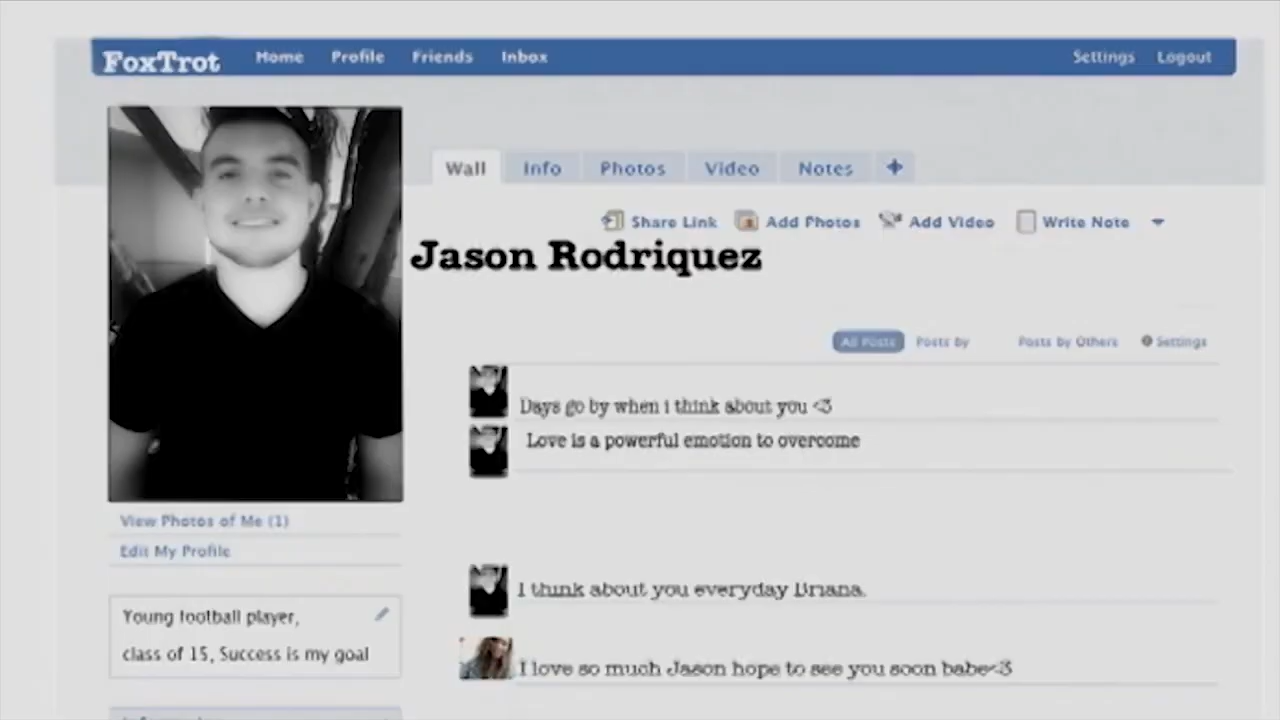 FoxTrot Home Profile Friends Inbox Settings Logout
Wall Info Photos Video Notes +
Share Link Add Photos Add Video Write Note
Jason Rodriquez
All Posts Posts by Posts by Others Settings
Days go by when i think about you <3
Love is a powerful emotion to overcome
View Photos of Me (1)
Edit My Profile
I think about you everyday Briana.
Young football player,
class of 15, Success is my goal
I love so much Jason hope to see you soon babe<3